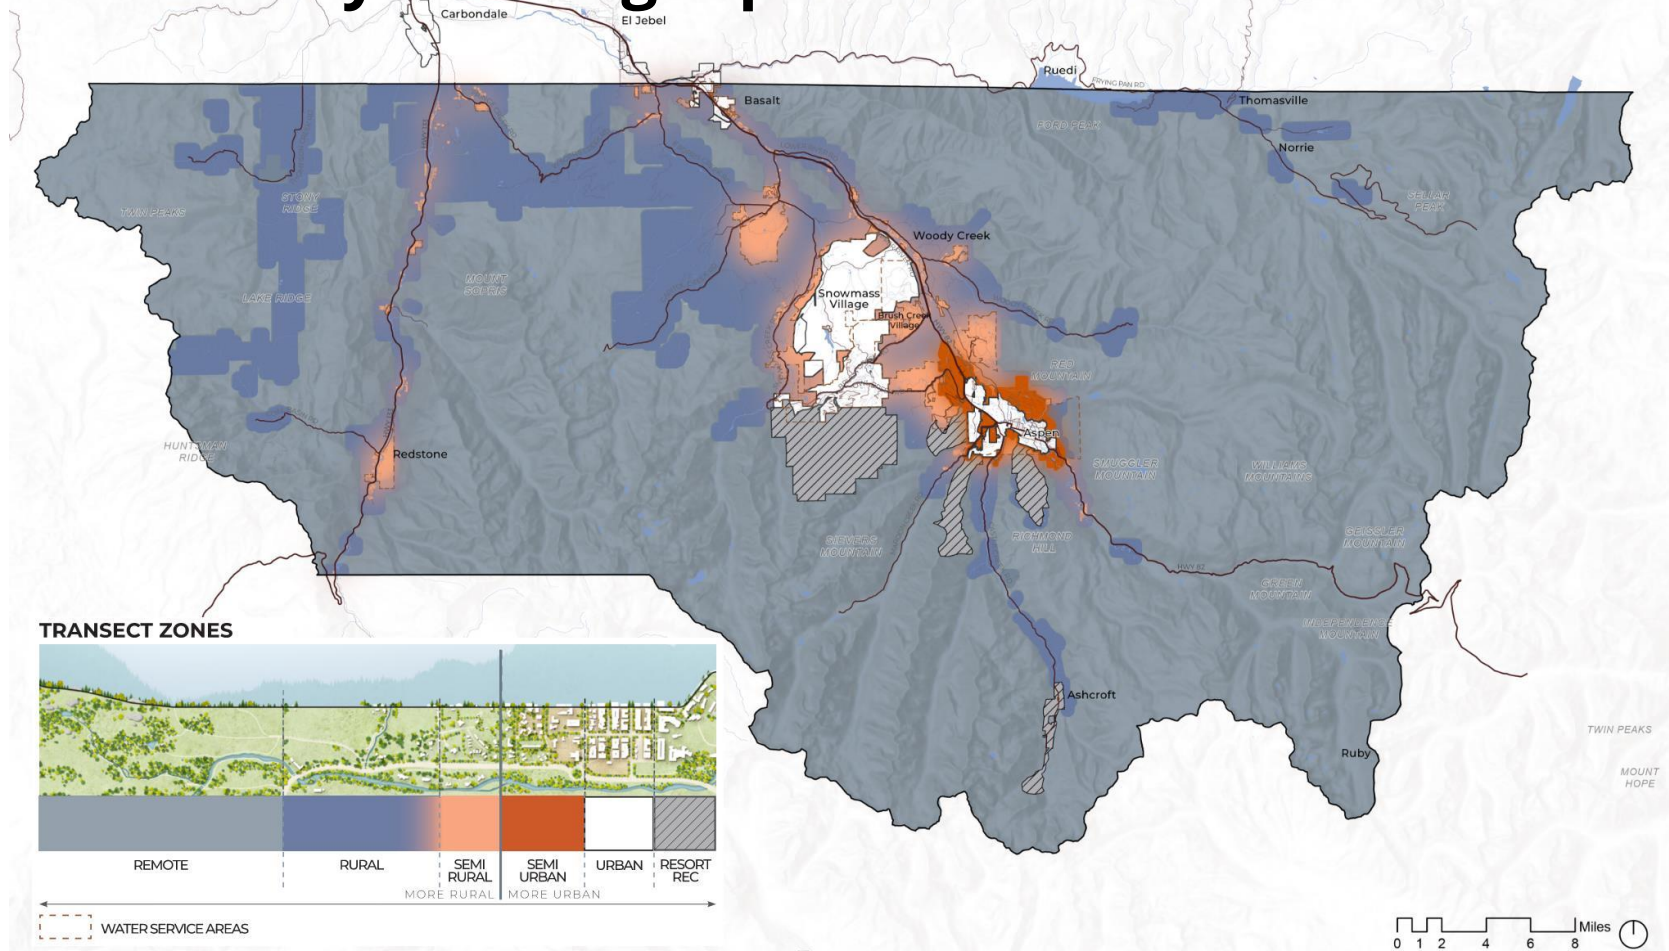 Carbondale
El Jebel
Ruedi
FRYING PAN RD
Basalt
Thomasville
FORD PEAK
Norrie
STONY
RIDGE
TWIN PEAKS
SELLAR
PEAK
Woody Creek
MOUNT
SOPRIS
LAKE RIDGE
Snowmass
Village
Brush Creek
Village
RED
MOUNTAIN
Aspen
HUNTSMAN
RIDGE
Redstone
SMUGGLER
MOUNTAIN
WILLIAMS
MOUNTAINS
SIEVERS
MOUNTAIN
RICHMOND
HILL
GEISSLER
MOUNTAIN
HWY 82
GREEN
MOUNTAIN
INDEPENDENCE
MOUNTAIN
Ashcroft
TWIN PEAKS
Ruby
MOUNT
HOPE
TRANSECT ZONES
REMOTE
RURAL
SEMI
RURAL
SEMI
URBAN
URBAN
RESORT
REC
MORE RURAL
MORE URBAN
WATER SERVICE AREAS
Miles
0 1 2 4 6 8